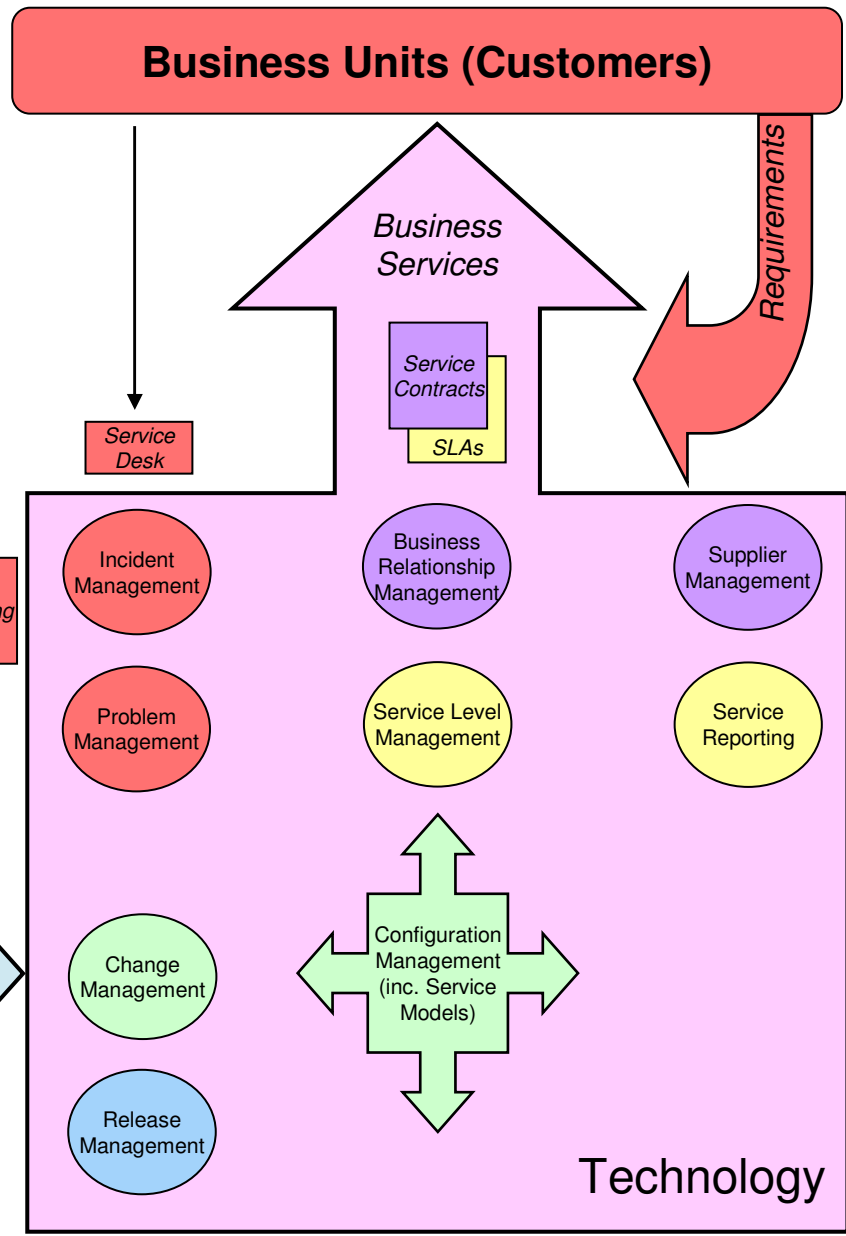 Business Units (Customers)
Requirements
Business
Services
Service
Contracts
SLAs
Service
Desk
Incident
Management
Business
Relationship
Management
Supplier
Management
Problem
Management
Service Level
Management
Service
Reporting
Change
Management
Configuration
Management
(inc. Service
Models)
Release
Management
Technology